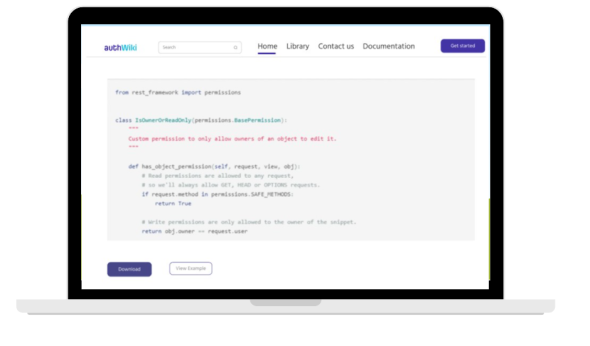 authWiki
Search
Home Library Contact us Documentation
Get started
from rest_framework import permissions
class IsOwnerOrReadOnly(permissions.BasePermission):
"""
Custom permission to only allow owners of an object to edit it.
"""
def has_object_permission(self, request, view, obj):
# Read permissions are allowed to any request,
# so we'll always allow GET, HEAD or OPTIONS requests.
if request.method in permissions.SAFE_METHODS:
return True
# Write permissions are only allowed to the owner of the snippet.
return obj.owner == request.user
Download
View Example